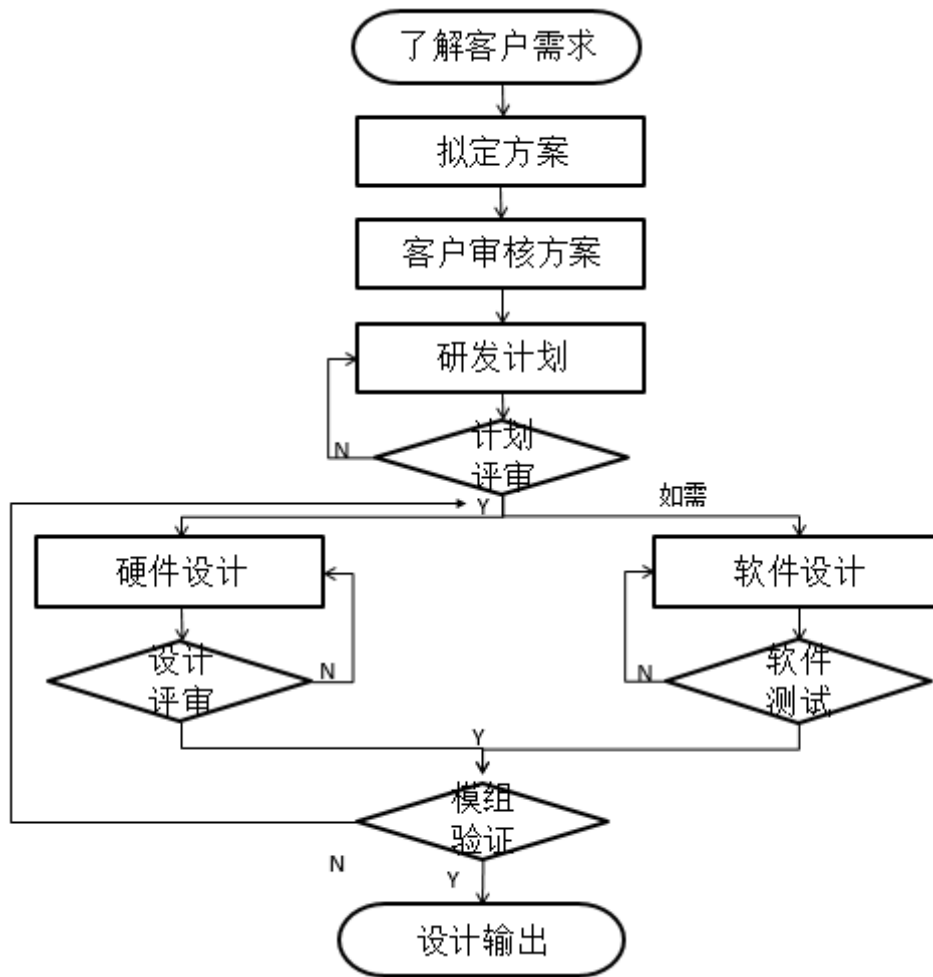 了解客户需求
拟定方案
客户审核方案
研发计划
计划
评审
N
Y
如需
硬件设计
软件设计
设计
评审
N
软件
测试
N
Y
模组
验证
N
Y
设计输出